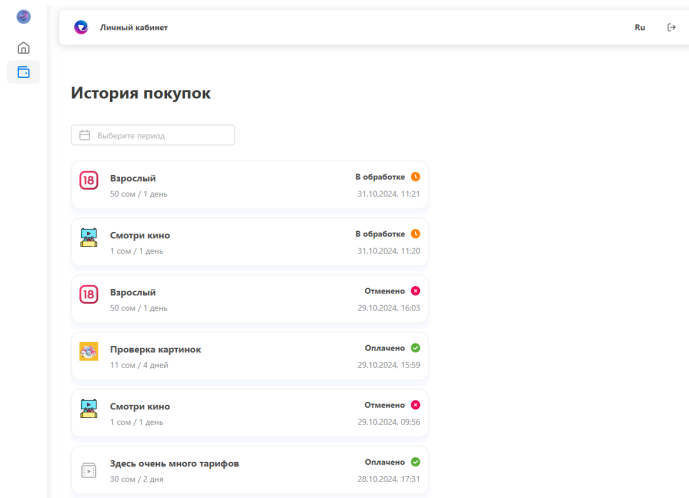 Личный кабинет
Ru
История покупок
Выберите период
18
Взрослый
В обработке
50 сом / 1 день
31.10.2024, 11:21
Смотри кино
В обработке
1 сом / 1 день
31.10.2024, 11:20
18
Взрослый
Отменено
50 сом / 1 день
29.10.2024, 16:03
Проверка картинок
Оплачено
11 сом / 4 дней
29.10.2024, 15:59
Смотри кино
Отменено
1 сом / 1 день
29.10.2024, 09:56
Здесь очень много тарифов
Оплачено
30 сом / 2 дня
28.10.2024, 17:31